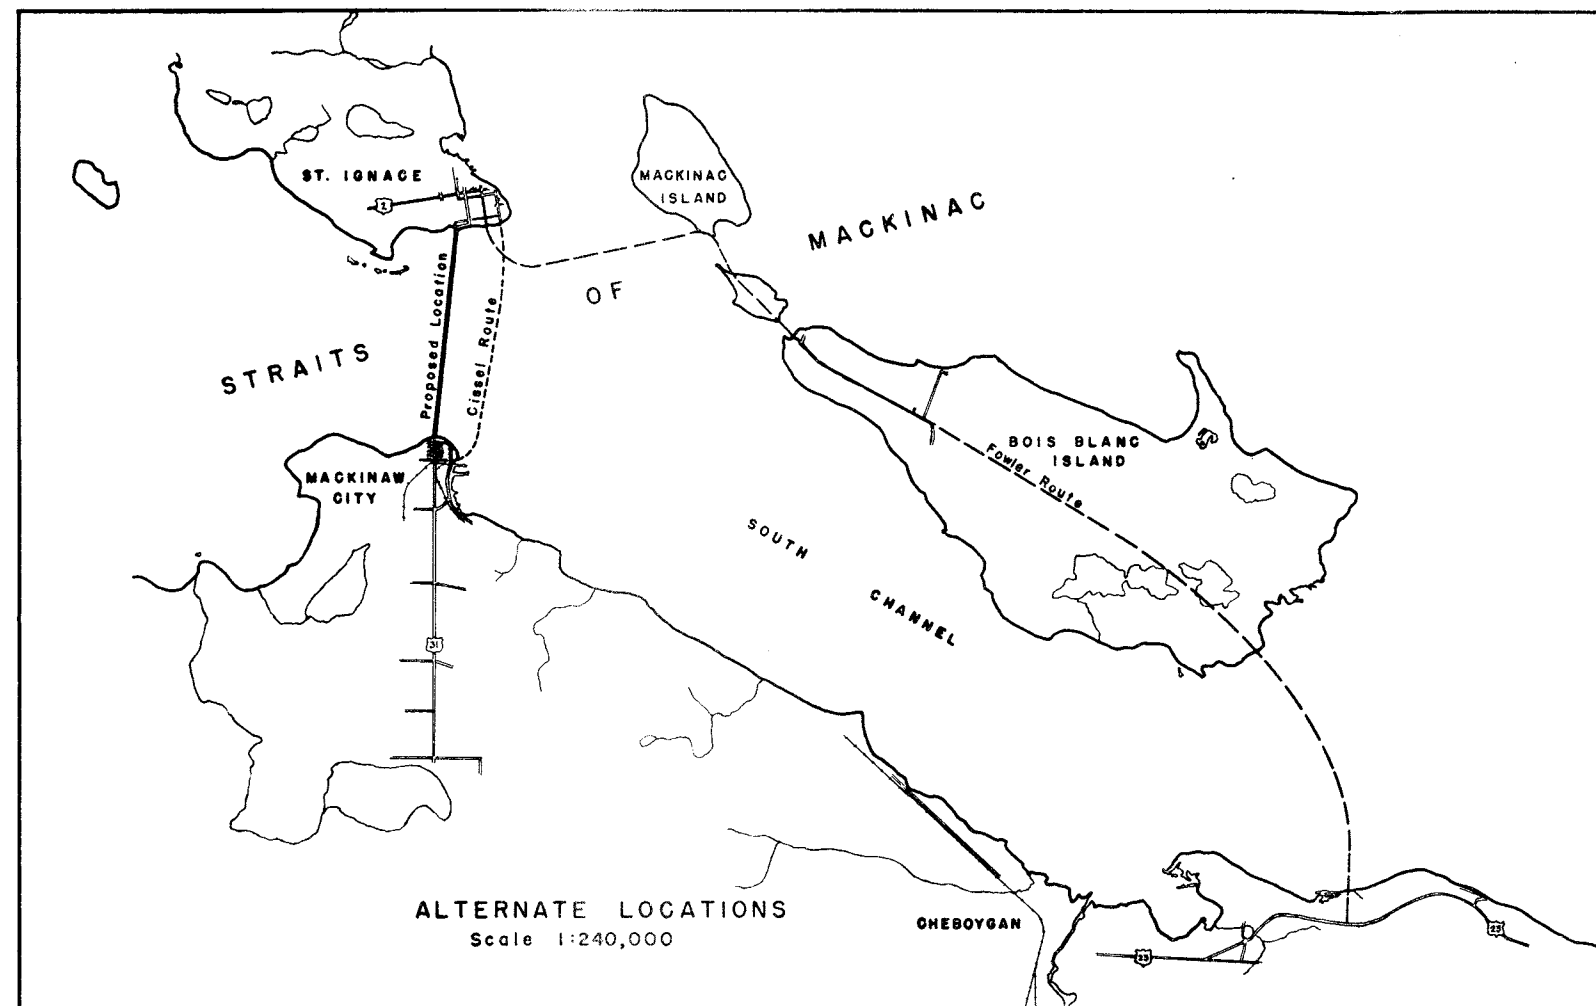 ST. IGNACE
2
MACKINAC
ISLAND
MACKINAC
OF
STRAITS
Proposed Location
Cissel Route
MACKINAW
CITY
BOIS BLANC
ISLAND
Fowler Route
SOUTH
CHANNEL
31
ALTERNATE LOCATIONS
Scale 1:240,000
CHEBOYGAN
23
23